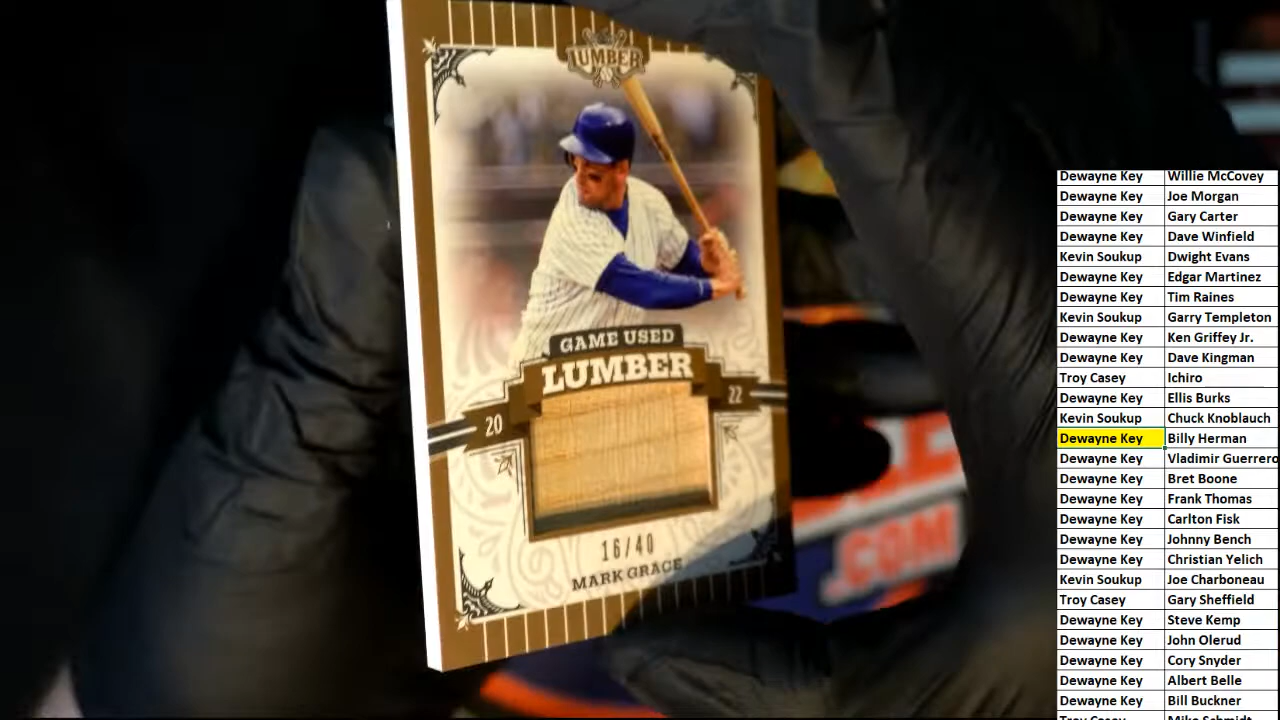 LUMBER
GAME USED
LUMBER
20 22
16/40
MARK GRACE
.COM
Dewayne Key Willie McCovey
Dewayne Key Joe Morgan
Dewayne Key Gary Carter
Dewayne Key Dave Winfield
Kevin Soukup Dwight Evans
Dewayne Key Edgar Martinez
Dewayne Key Tim Raines
Kevin Soukup Garry Templeton
Dewayne Key Ken Griffey Jr.
Dewayne Key Dave Kingman
Troy Casey Ichiro
Dewayne Key Ellis Burks
Kevin Soukup Chuck Knoblauch
Dewayne Key Billy Herman
Dewayne Key Vladimir Guerrero
Dewayne Key Bret Boone
Dewayne Key Frank Thomas
Dewayne Key Carlton Fisk
Dewayne Key Johnny Bench
Dewayne Key Christian Yelich
Kevin Soukup Joe Charboneau
Troy Casey Gary Sheffield
Dewayne Key Steve Kemp
Dewayne Key John Olerud
Dewayne Key Cory Snyder
Dewayne Key Albert Belle
Dewayne Key Bill Buckner
Troy Casey Mike Schmidt